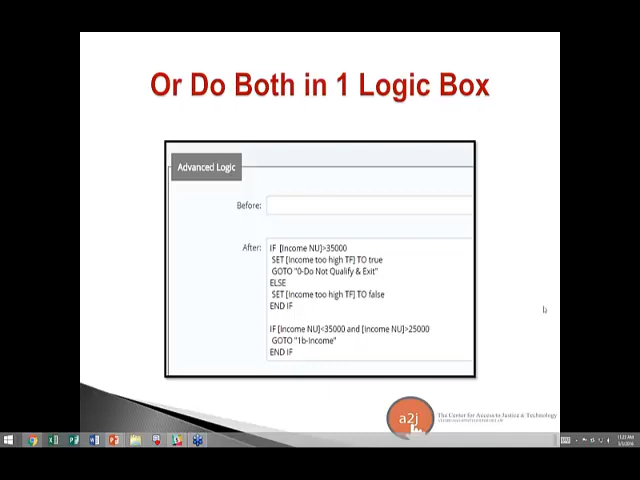 Or Do Both in 1 Logic Box
Advanced Logic
Before:
After:
IF [Income NU]>35000
SET [Income too high TF] TO true
GOTO "0-Do Not Qualify & Exit"
ELSE
SET [Income too high TF] TO false
END IF
IF [Income NU]<35000 and [Income NU]>25000
GOTO "1b-Income"
END IF
a2j
The Center for Access to Justice & Technology